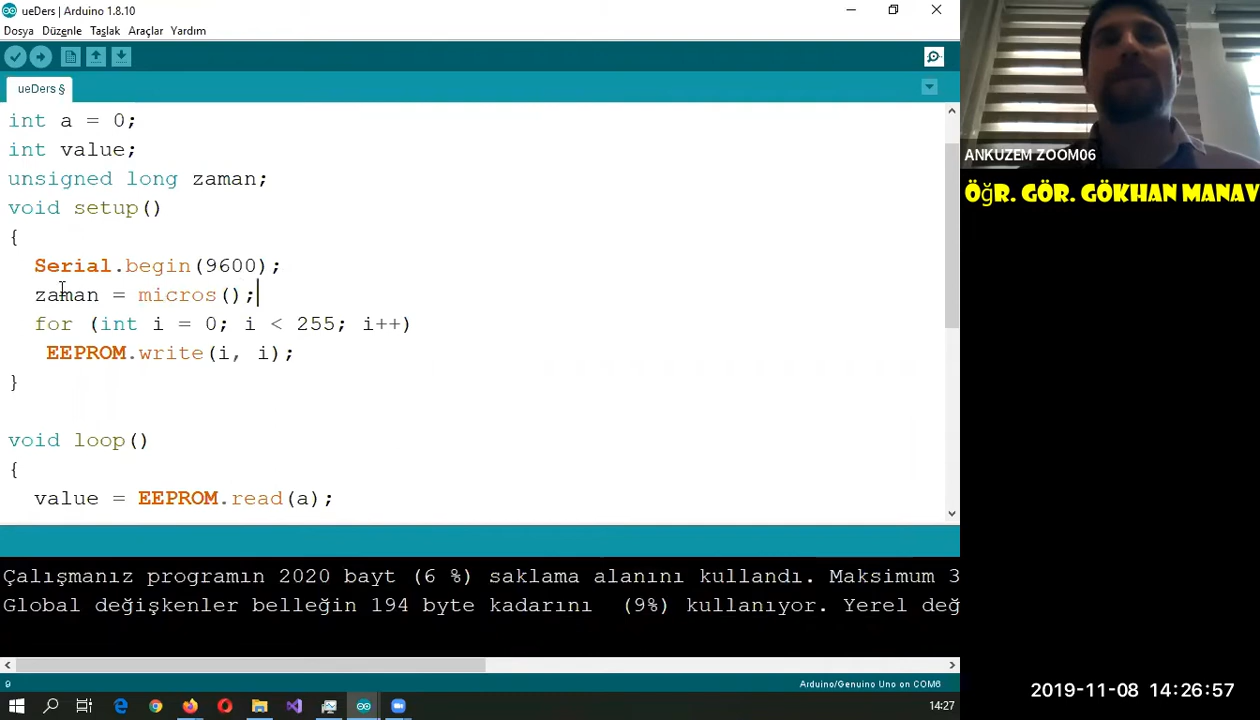 ueDers | Arduino 1.8.10
Dosya Düzenle Taşlak Araçlar Yardım
ueDers §
int a = 0;
int value;
unsigned long zaman;
void setup()
{
Serial.begin(9600);
zaman = micros();
for (int i = 0; i < 255; i++)
EEPROM.write(i, i);
}
void loop()
{
value = EEPROM.read(a);
Çalışmanız programın 2020 bayt (6 %) saklama alanını kullandı. Maksimum 3
Global değişkenler belleğin 194 byte kadarını (9%) kullanıyor. Yerel değ
9
Arduino/Genuino Uno on COM6
14:27
ANKUZEM ZOOM06
ÖĞR. GÖR. GÖKHAN MANAV
2019-11-08 14:26:57